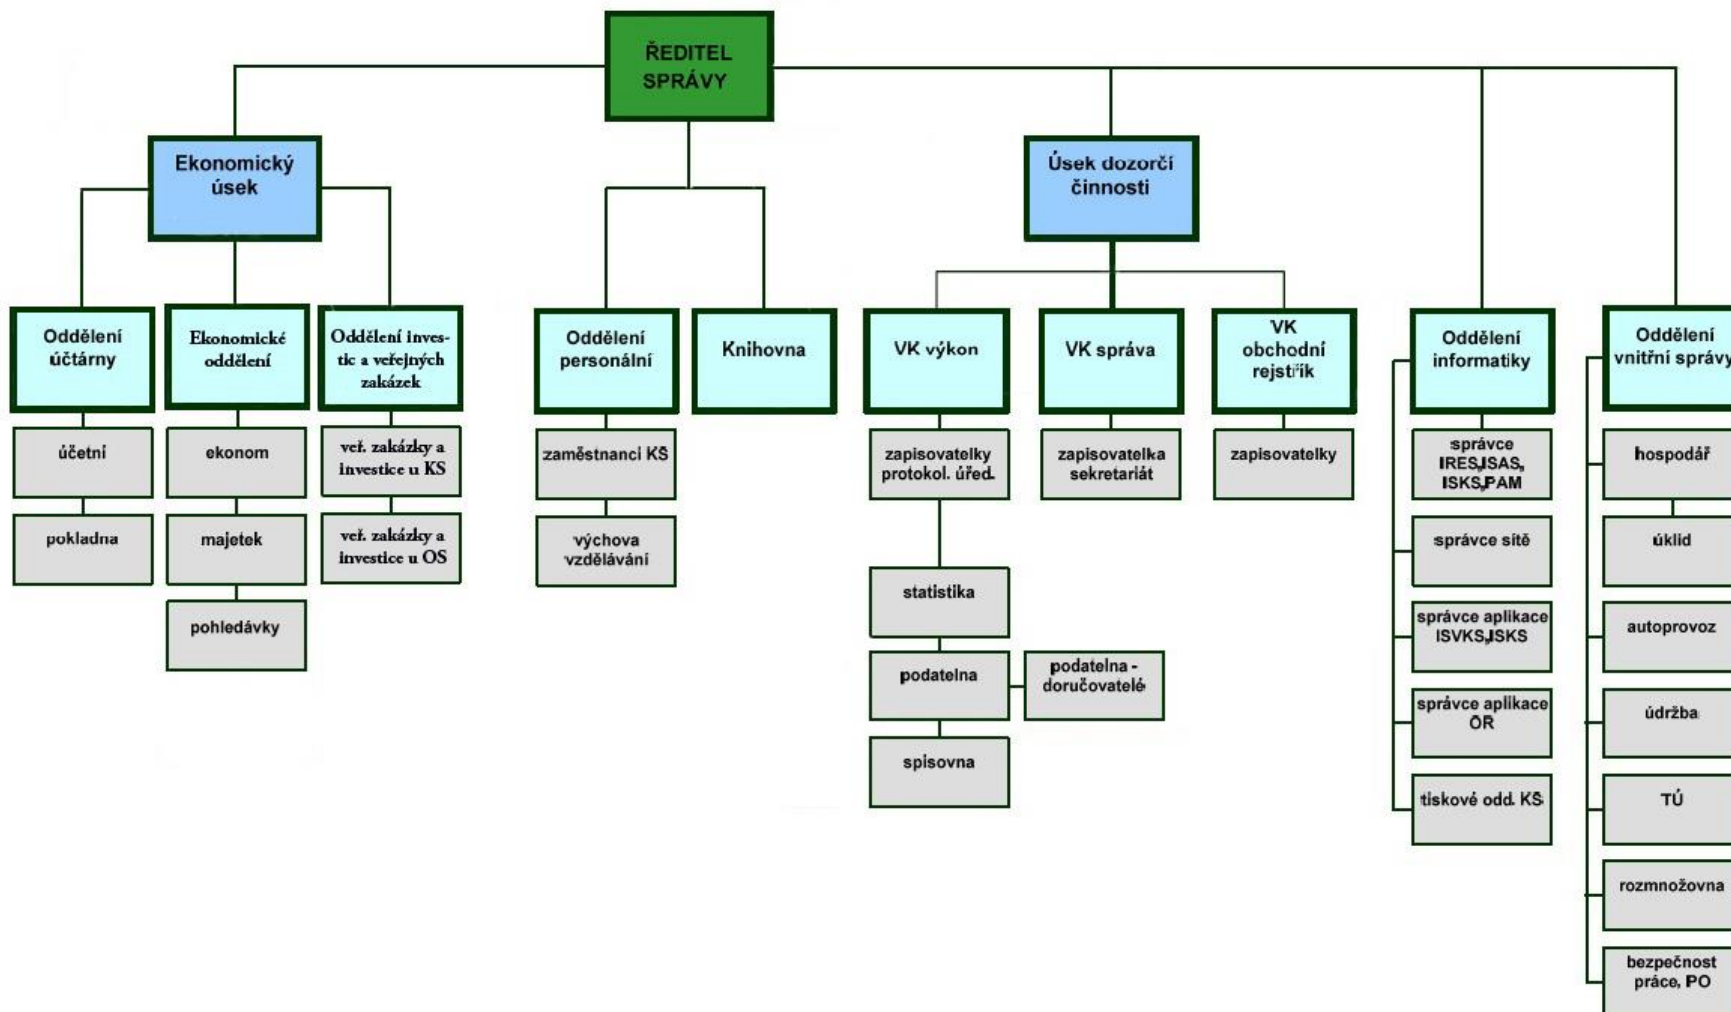 ŘEDITEL
SPRÁVY
Ekonomický
úsek
Úsek dozorčí
činnosti
Oddělení
účtárny
Ekonomické
oddělení
Oddělení inves-
tic a veřejných
zakázek
Oddělení
personální
Knihovna
VK výkon
VK správa
VK
obchodní
rejstřík
Oddělení
informatiky
Oddělení
vnitřní správy
účetní
pokladna
ekonom
majetek
pohledávky
veř. zakázky a
investice u KS
veř. zakázky a
investice u OS
zaměstnanci KS
výchova
vzdělávání
zapisovatelky
protokol. úřed.
statistika
podatelna
podatelna -
doručovatelé
spisovna
zapisovatelka
sekretariát
zapisovatelky
správce
IRES,ISAS,
ISKS,PAM
správce sítě
správce aplikace
ISVKS,ISKS
správce aplikace
OR
tiskové odd. KS
hospodář
úklid
autoprovoz
údržba
TÚ
rozmnožovna
bezpečnost
práce, PO